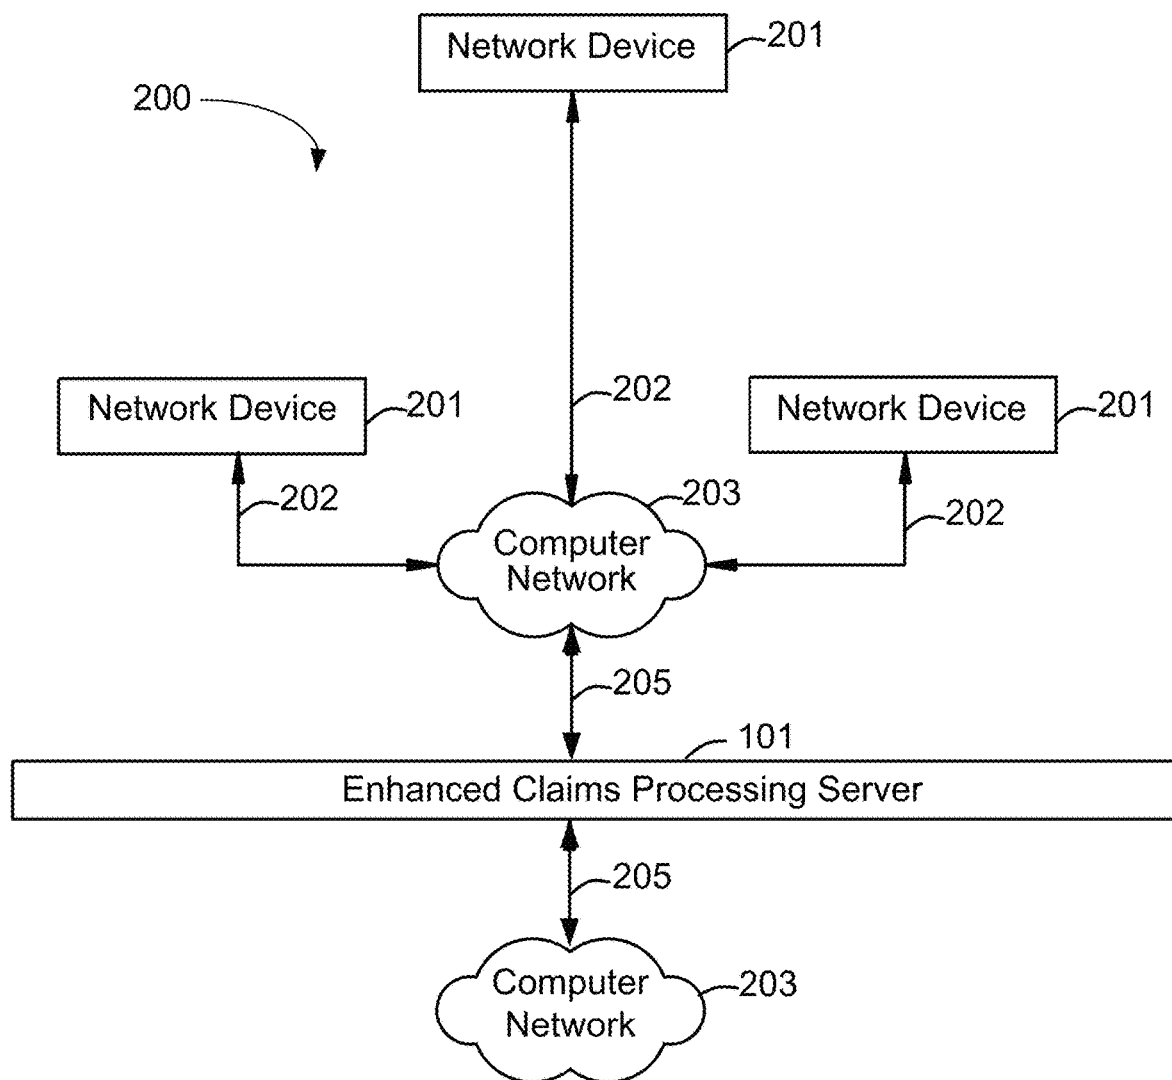 Network Device
201
200
202
Network Device
201
Network Device
201
202
203
202
Computer
Network
205
101
Enhanced Claims Processing Server
205
Computer
Network
203